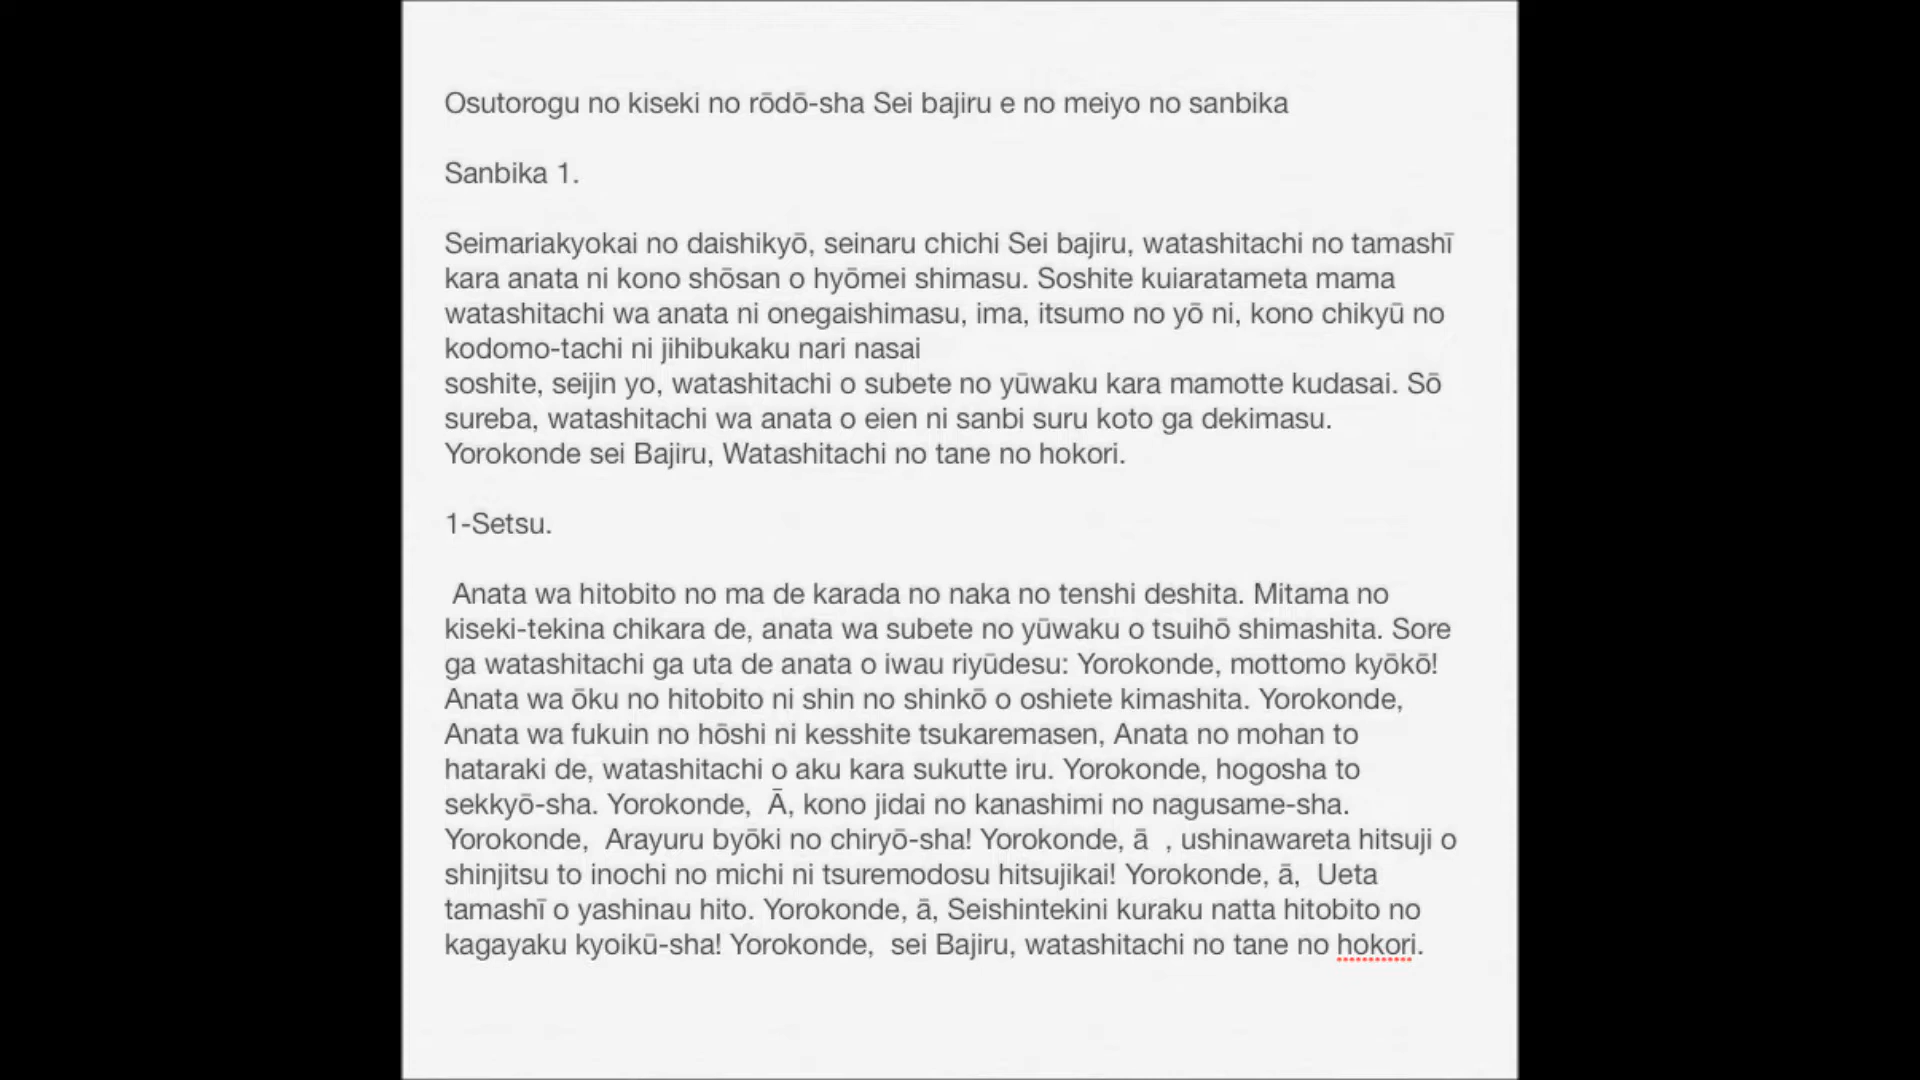 Osutorogu no kiseki no rōdō-sha Sei bajiru e no meiyo no sanbika
Sanbika 1.
Seimariakyokai no daishikyō, seinaru chichi Sei bajiru, watashitachi no tamashī
kara anata ni kono shōsan o hyōmei shimasu. Soshite kuiaratameta mama
watashitachi wa anata ni onegaishimasu, ima, itsumo no yō ni, kono chikyū no
kodomo-tachi ni jihibukaku nari nasai
soshite, seijin yo, watashitachi o subete no yūwaku kara mamotte kudasai. Sō
sureba, watashitachi wa anata o eien ni sanbi suru koto ga dekimasu.
Yorokonde sei Bajiru, Watashitachi no tane no hokori.
1-Setsu.
Anata wa hitobito no ma de karada no naka no tenshi deshita. Mitama no
kiseki-tekina chikara de, anata wa subete no yūwaku o tsuihō shimashita. Sore
ga watashitachi ga uta de anata o iwau riyūdesu: Yorokonde, mottomo kyōkō!
Anata wa ōku no hitobito ni shin no shinkō o oshiete kimashita. Yorokonde,
Anata wa fukuin no hōshi ni kesshite tsukaremasen, Anata no mohan to
hataraki de, watashitachi o aku kara sukutte iru. Yorokonde, hogosha to
sekkyō-sha. Yorokonde,  Ā, kono jidai no kanashimi no nagusame-sha.
Yorokonde,  Arayuru byōki no chiryō-sha! Yorokonde, ā  , ushinawareta hitsuji o
shinjitsu to inochi no michi ni tsuremodosu hitsujikai! Yorokonde, ā,  Ueta
tamashī o yashinau hito. Yorokonde, ā, Seishintekini kuraku natta hitobito no
kagayaku kyoikū-sha! Yorokonde,  sei Bajiru, watashitachi no tane no hokori.